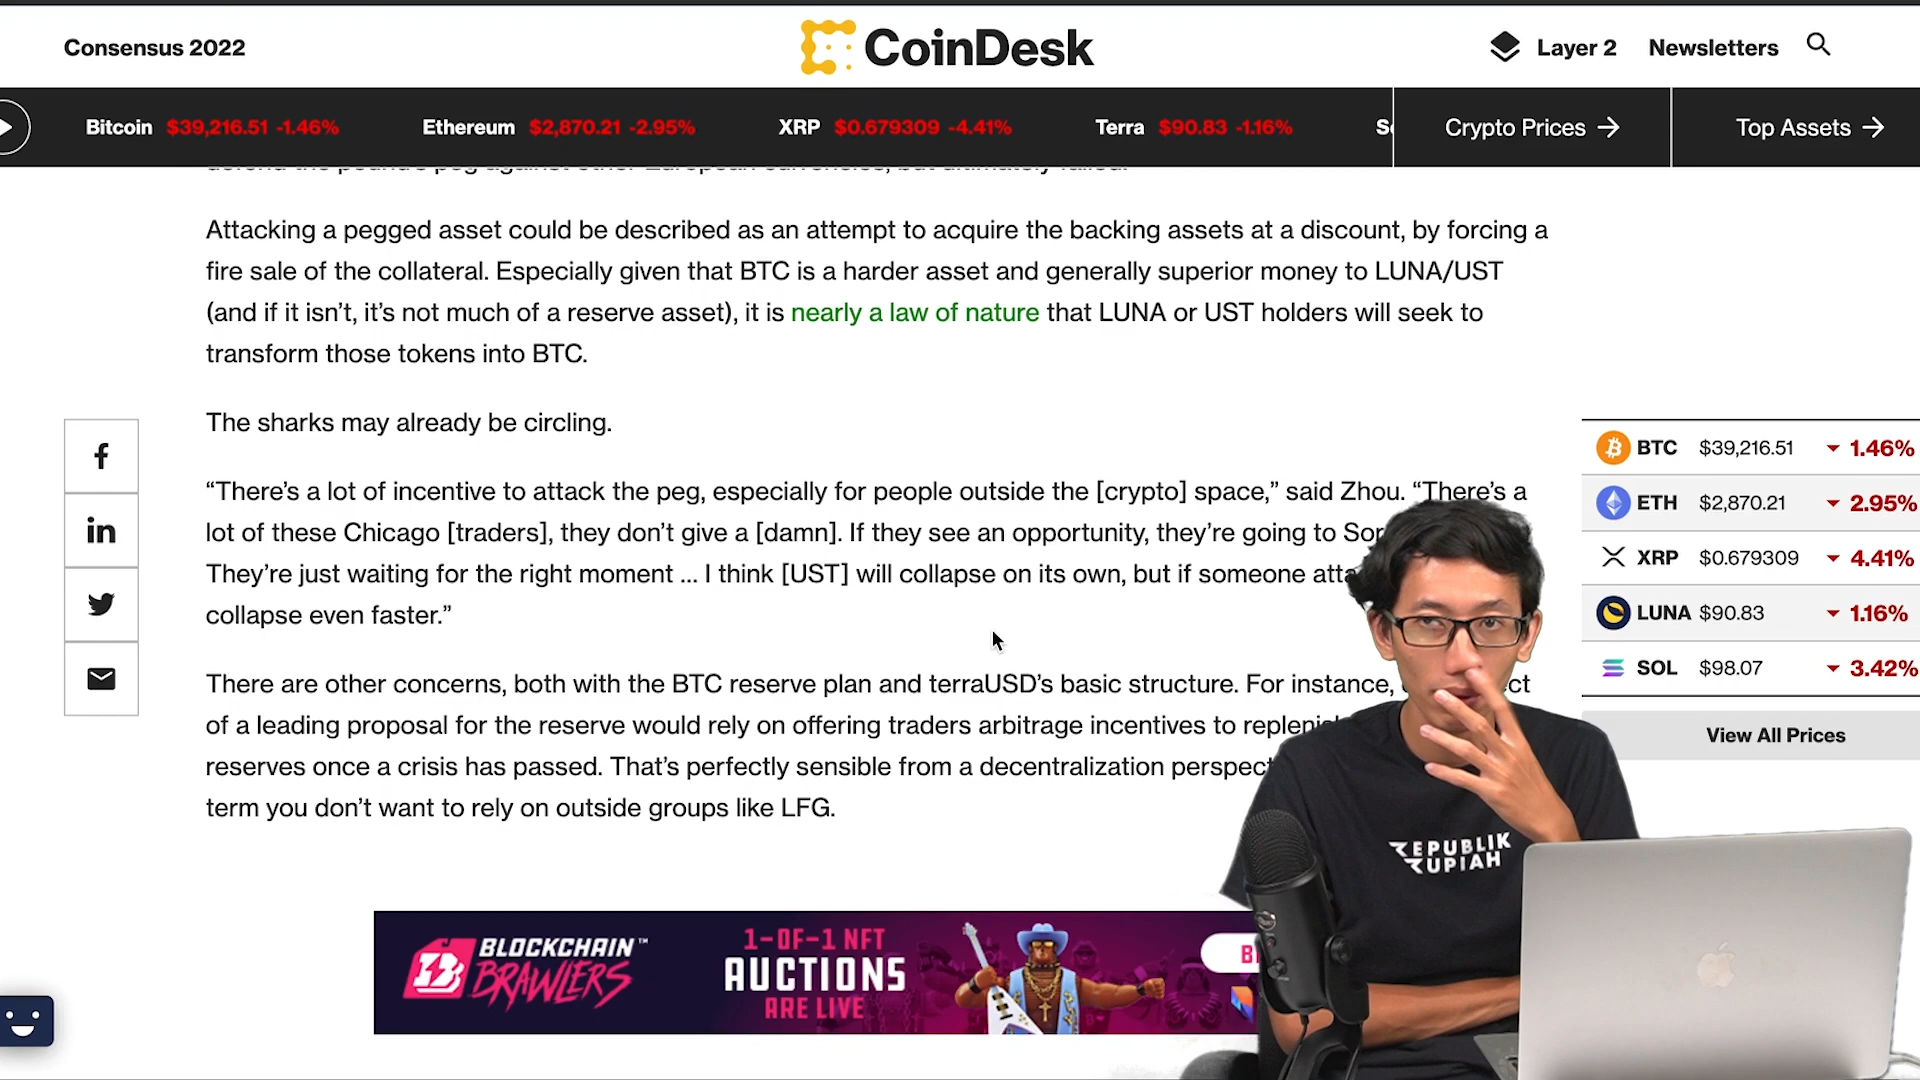 Consensus 2022
CoinDesk
Layer 2
Newsletters
Bitcoin $39,216.51 -1.46%
Ethereum $2,870.21 -2.95%
XRP $0.679309 -4.41%
Terra $90.83 -1.16%
Crypto Prices →
Top Assets →
Attacking a pegged asset could be described as an attempt to acquire the backing assets at a discount, by forcing a
fire sale of the collateral. Especially given that BTC is a harder asset and generally superior money to LUNA/UST
(and if it isn’t, it’s not much of a reserve asset), it is nearly a law of nature that LUNA or UST holders will seek to
transform those tokens into BTC.
The sharks may already be circling.
“There’s a lot of incentive to attack the peg, especially for people outside the [crypto] space,” said Zhou. “There’s a
lot of these Chicago [traders], they don’t give a [damn]. If they see an opportunity, they’re going to
They’re just waiting for the right moment ... I think [UST] will collapse on its own, but if someone
collapse even faster.”
There are other concerns, both with the BTC reserve plan and terraUSD’s basic structure. For instance,
of a leading proposal for the reserve would rely on offering traders arbitrage incentives to
reserves once a crisis has passed. That’s perfectly sensible from a decentralization
term you don’t want to rely on outside groups like LFG.
BTC $39,216.51 1.46%
ETH $2,870.21 2.95%
XRP $0.679309 4.41%
LUNA $90.83 1.16%
SOL $98.07 3.42%
View All Prices
REPUBLIK
RUPIAH
BLOCKCHAIN™
BRAWLERS
1-OF-1 NFT
AUCTIONS
ARE LIVE